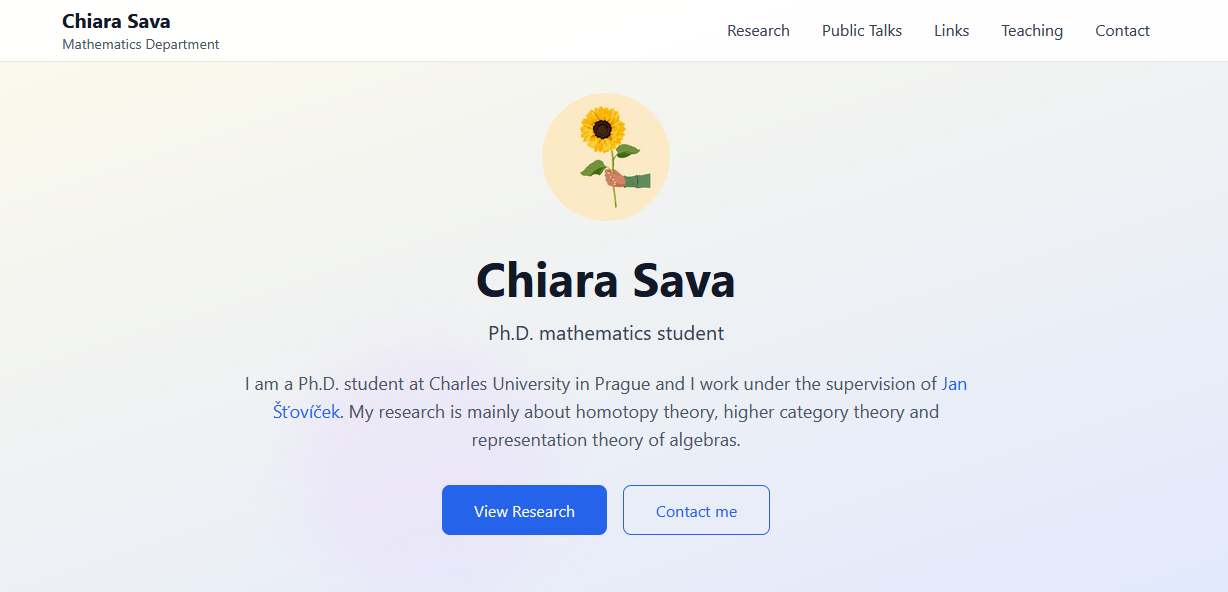 Chiara Sava
Mathematics Department
Research
Public Talks
Links
Teaching
Contact
Chiara Sava
Ph.D. mathematics student
I am a Ph.D. student at Charles University in Prague and I work under the supervision of Jan
Šťovíček. My research is mainly about homotopy theory, higher category theory and
representation theory of algebras.
View Research
Contact me